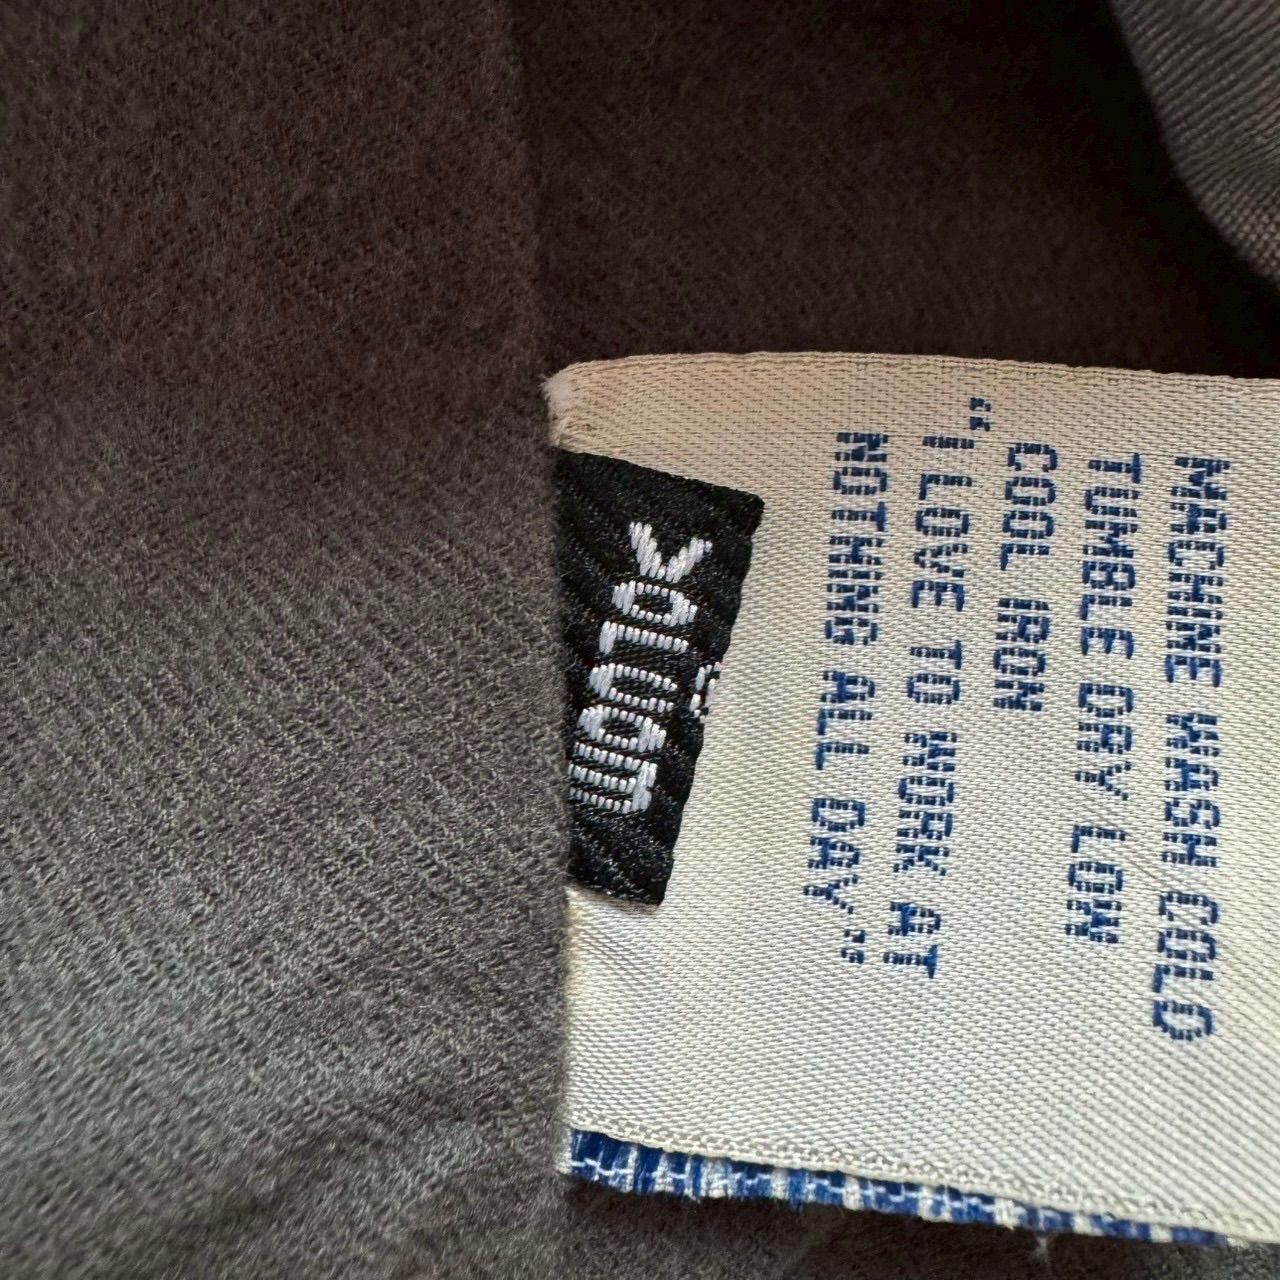 MACHINE WASH COLD
TUMBLE DRY LOW
COOL IRON
"I LOVE TO WORK AT
NOTHING ALL DAY"
VOLCOM